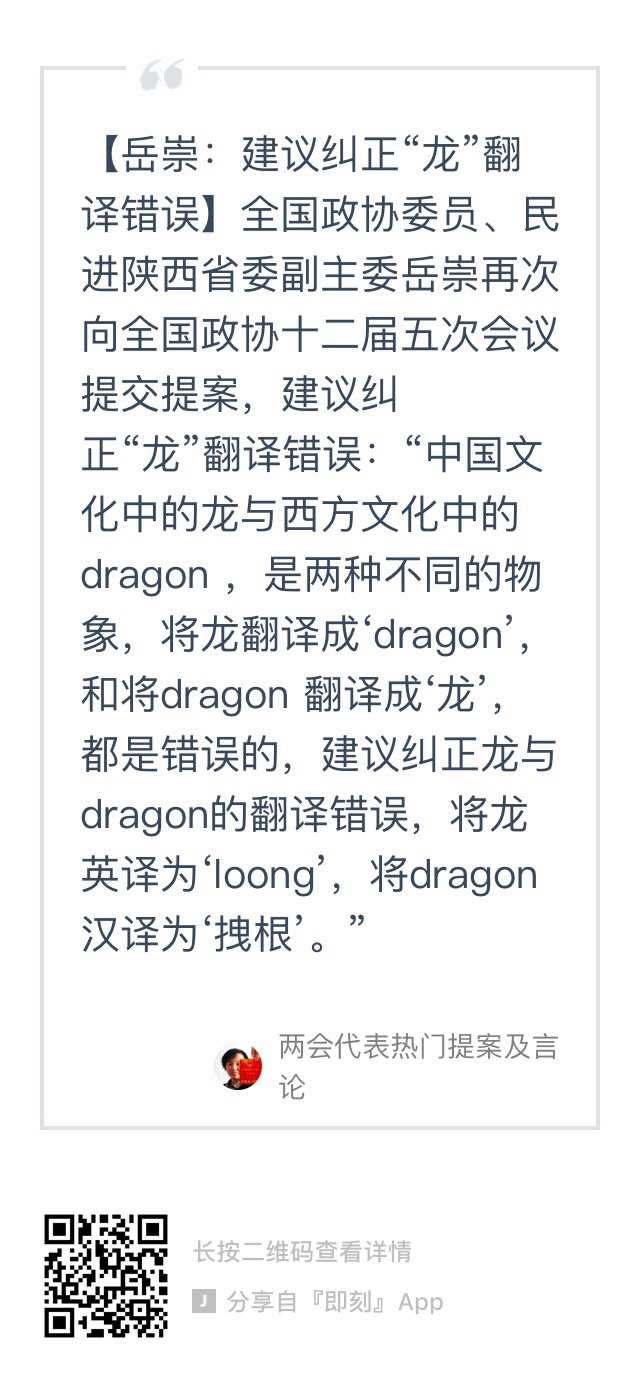 【岳崇：建议纠正“龙”翻
译错误】全国政协委员、民
进陕西省委副主委岳崇再次
向全国政协十二届五次会议
提交提案，建议纠
正“龙”翻译错误：“中国文
化中的龙与西方文化中的
dragon ，是两种不同的物
象，将龙翻译成‘dragon’，
和将dragon 翻译成‘龙’，
都是错误的，建议纠正龙与
dragon的翻译错误，将龙
英译为‘loong’，将dragon
汉译为‘拽根’。”
两会代表热门提案及言
论
长按二维码查看详情
J 分享自『即刻』App